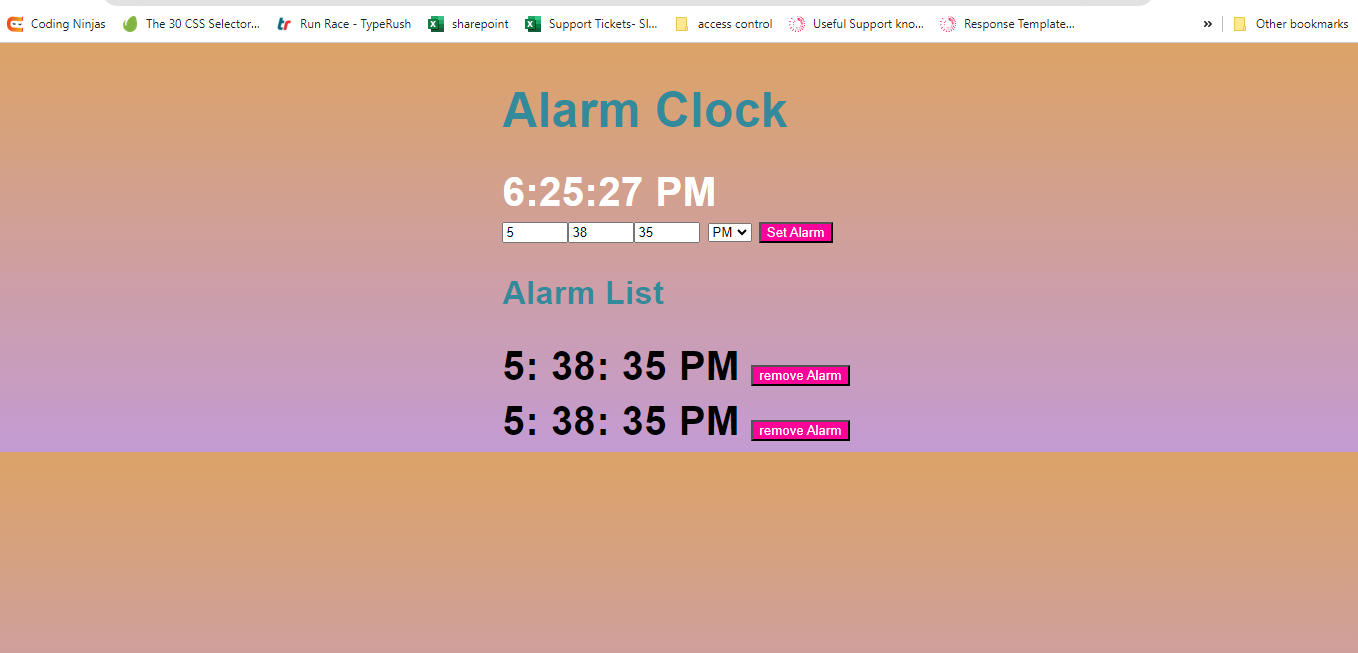 Coding Ninjas The 30 CSS Selector... Run Race - TypeRush sharepoint Support Tickets- Sl... access control Useful Support kno... Response Template... » Other bookmarks
Alarm Clock
6:25:27 PM
5 38 35 PM Set Alarm
Alarm List
5: 38: 35 PM remove Alarm
5: 38: 35 PM remove Alarm